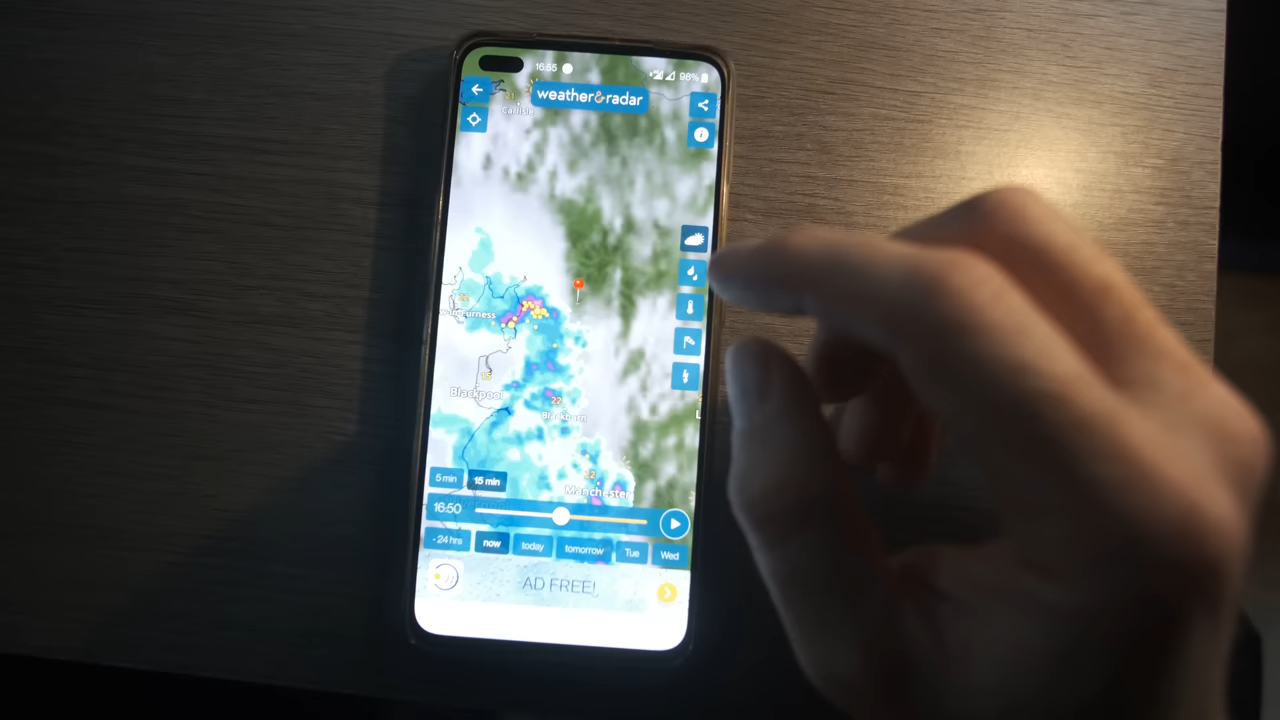 16:55
98%
weather&radar
Carlisle
Blackpool
22
Blackburn
Manchester
5 min 15 min
16:50
- 24 hrs now today tomorrow Tue Wed
AD FREE!